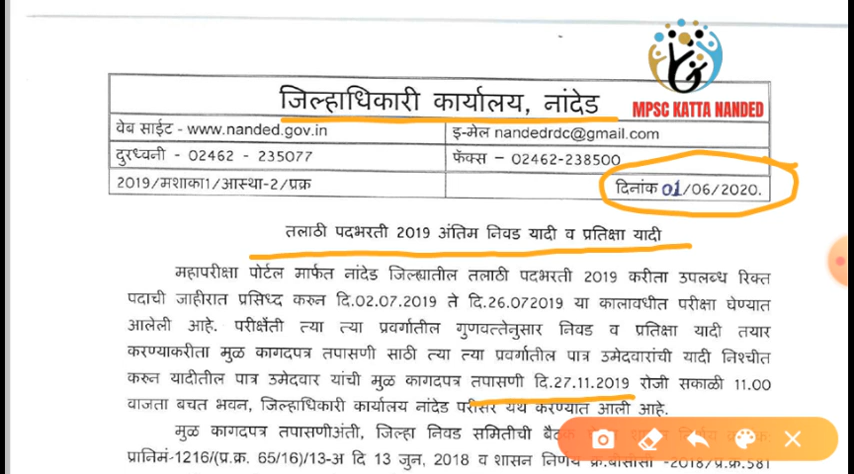 MPSC KATTA NANDED
जिल्हाधिकारी कार्यालय, नांदेड
वेब साईट - www.nanded.gov.in इ-मेल nandedrdc@gmail.com
दुरध्वनी - 02462 - 235077 फॅक्स – 02462-238500
2019/मशाका1/आस्था-2/प्रक्र दिनांक 01/06/2020.
तलाठी पदभरती 2019 अंतिम निवड यादी व प्रतिक्षा यादी
महापरीक्षा पोर्टल मार्फत नांदेड जिल्ह्यातील तलाठी पदभरती 2019 करीता उपलब्ध रिक्त
पदाची जाहीरात प्रसिध्द करुन दि.02.07.2019 ते दि.26.072019 या कालावधीत परीक्षा घेण्यात
आलेली आहे. परीक्षेंती त्या त्या प्रवर्गातील गुणवत्तेनुसार निवड व प्रतिक्षा यादी तयार
करण्याकरीता मुळ कागदपत्र तपासणी साठी त्या त्या प्रवर्गातील पात्र उमेदवारांची यादी निश्चीत
करुन यादीतील पात्र उमेदवार यांची मुळ कागदपत्र तपासणी दि.27.11.2019 रोजी सकाळी 11.00
वाजता बचत भवन, जिल्हाधिकारी कार्यालय नांदेड परीसर येथे करण्यात आली आहे.
मुळ कागदपत्र तपासणीअंती, जिल्हा निवड समितीची
प्रानिमं-1216/(प्र.क्र. 65/16)/13-अ दि 13 जुन, 2018 व शासन निर्णय -2018/प्र.क्र.581